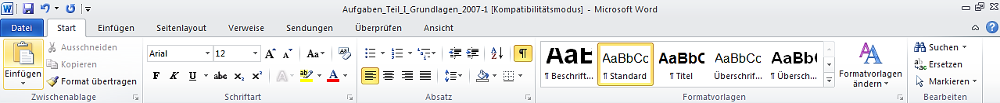 Aufgaben_Teil_I_Grundlagen_2007-1 [Kompatibilitätsmodus] - Microsoft Word
Datei Start Einfügen Seitenlayout Verweise Sendungen Überprüfen Ansicht
Einfügen
Ausschneiden
Kopieren
Format übertragen
Zwischenablage
Arial 12
F K U abc x₂ x²
Schriftart
Absatz
AaB AaBbCc AaBbC AaBbCc AaBbCc
¶ Beschrift... ¶ Standard ¶ Titel Überschrif... ¶ Übersch...
Formatvorlagen ändern
Formatvorlagen
Suchen
Ersetzen
Markieren
Bearbeiten